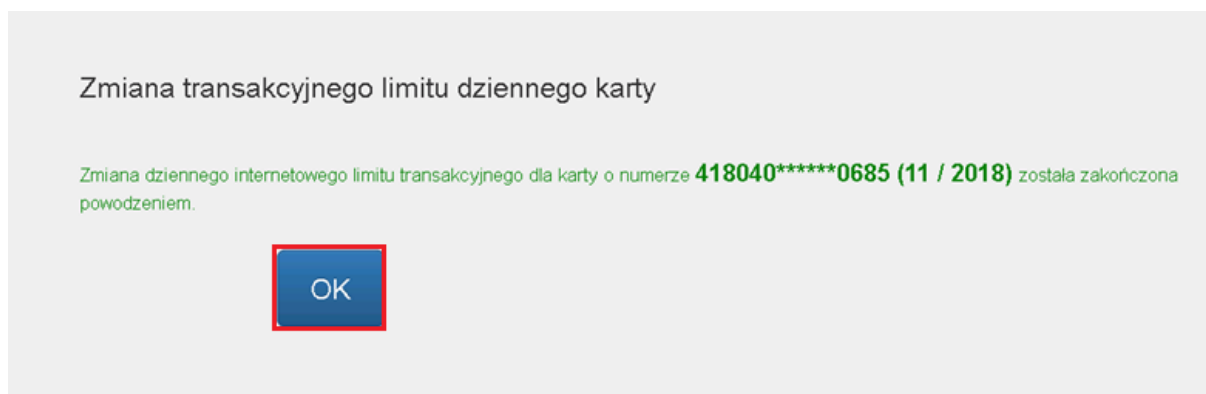 Zmiana transakcyjnego limitu dziennego karty
Zmiana dziennego internetowego limitu transakcyjnego dla karty o numerze 418040******0685 (11 / 2018) została zakończona
powodzeniem.
OK